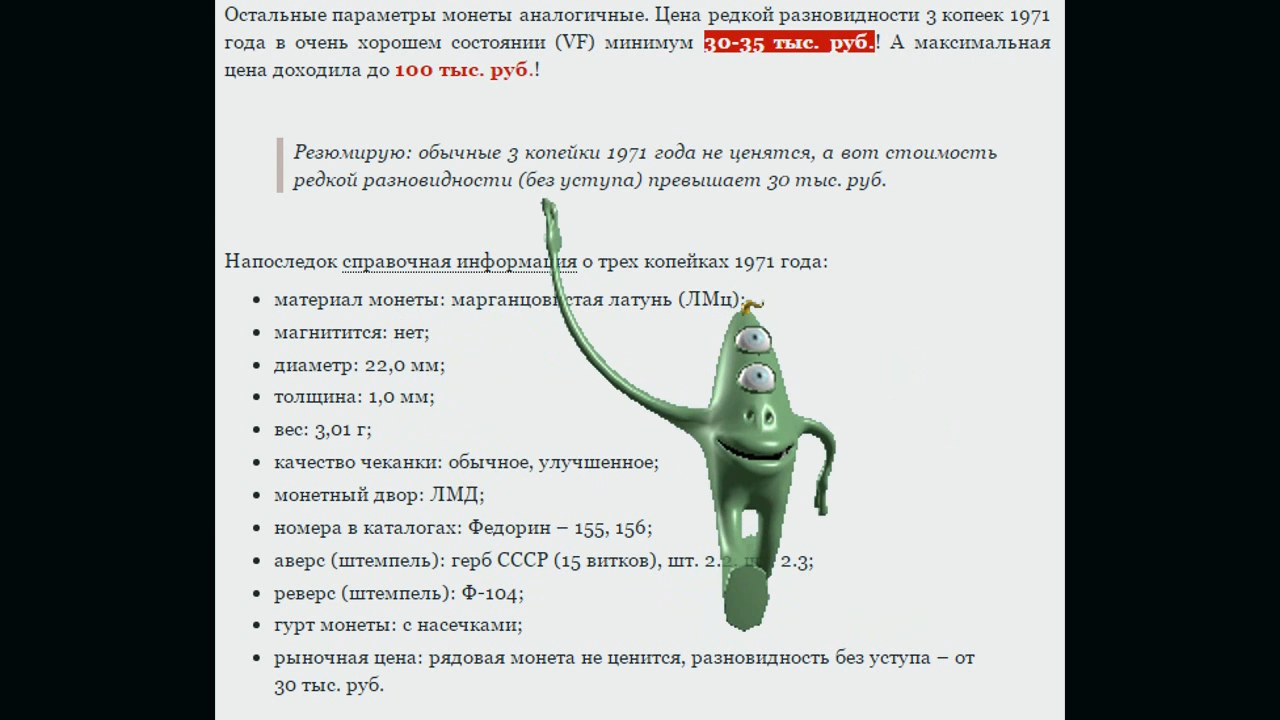 Остальные параметры монеты аналогичные. Цена редкой разновидности 3 копеек 1971
года в очень хорошем состоянии (VF) минимум 30-35 тыс. руб.! А максимальная
цена доходила до 100 тыс. руб.!
Резюмирую: обычные 3 копейки 1971 года не ценятся, а вот стоимость
редкой разновидности (без уступа) превышает 30 тыс. руб.
Напоследок справочная информация о трех копейках 1971 года:
• материал монеты: марганцовистая латунь (ЛМц);
• магнитится: нет;
• диаметр: 22,0 мм;
• толщина: 1,0 мм;
• вес: 3,01 г;
• качество чеканки: обычное, улучшенное;
• монетный двор: ЛМД;
• номера в каталогах: Федорин – 155, 156;
• аверс (штемпель): герб СССР (15 витков), шт. 2.2. шт. 2.3;
• реверс (штемпель): Ф-104;
• гурт монеты: с насечками;
• рыночная цена: рядовая монета не ценится, разновидность без уступа – от
30 тыс. руб.